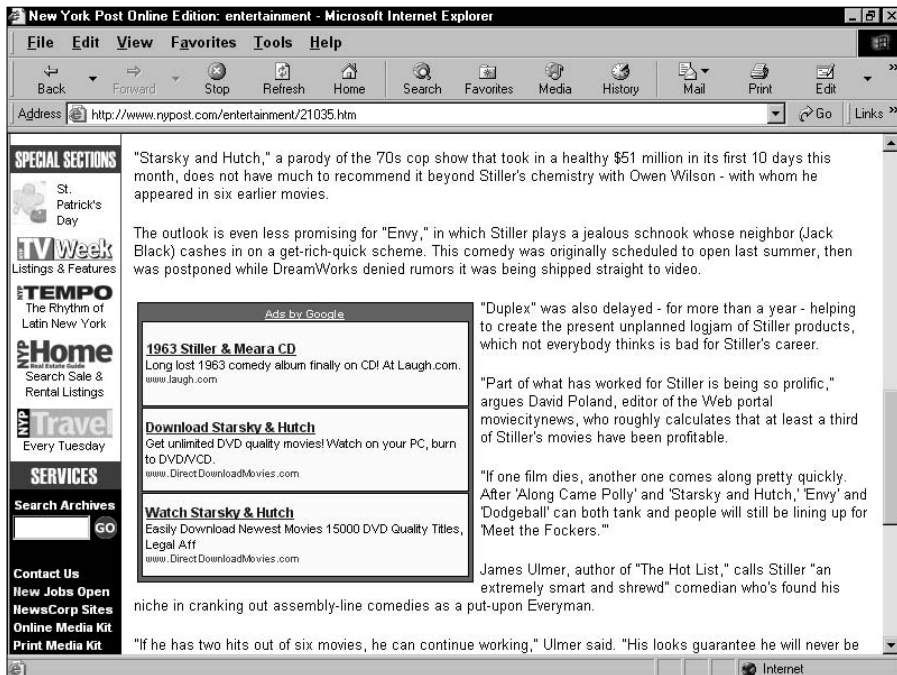 New York Post Online Edition: entertainment - Microsoft Internet Explorer
File Edit View Favorites Tools Help
Back Forward Stop Refresh Home Search Favorites Media History Mail Print Edit
Address http://www.nypost.com/entertainment/21035.htm Go Links
SPECIAL SECTIONS
St.
Patrick's
Day
TV Week
Listings & Features
NYP TEMPO
The Rhythm of
Latin New York
NYP Home
Real Estate Guide
Search Sale &
Rental Listings
NYP Travel
Every Tuesday
SERVICES
Search Archives
GO
Contact Us
New Jobs Open
NewsCorp Sites
Online Media Kit
Print Media Kit
"Starsky and Hutch," a parody of the 70s cop show that took in a healthy $51 million in its first 10 days this
month, does not have much to recommend it beyond Stiller's chemistry with Owen Wilson - with whom he
appeared in six earlier movies.
The outlook is even less promising for "Envy," in which Stiller plays a jealous schnook whose neighbor (Jack
Black) cashes in on a get-rich-quick scheme. This comedy was originally scheduled to open last summer, then
was postponed while DreamWorks denied rumors it was being shipped straight to video.
Ads by Google
1963 Stiller & Meara CD
Long lost 1963 comedy album finally on CD! At Laugh.com.
www.laugh.com
Download Starsky & Hutch
Get unlimited DVD quality movies! Watch on your PC, burn
to DVD/VCD.
www.DirectDownloadMovies.com
Watch Starsky & Hutch
Easily Download Newest Movies 15000 DVD Quality Titles,
Legal Aff
www.DirectDownloadMovies.com
"Duplex" was also delayed - for more than a year - helping
to create the present unplanned logjam of Stiller products,
which not everybody thinks is bad for Stiller's career.
"Part of what has worked for Stiller is being so prolific,"
argues David Poland, editor of the Web portal
moviecitynews, who roughly calculates that at least a third
of Stiller's movies have been profitable.
"If one film dies, another one comes along pretty quickly.
After 'Along Came Polly' and 'Starsky and Hutch,' 'Envy' and
'Dodgeball' can both tank and people will still be lining up for
'Meet the Fockers.'"
James Ulmer, author of "The Hot List," calls Stiller "an
extremely smart and shrewd" comedian who's found his
niche in cranking out assembly-line comedies as a put-upon Everyman.
"If he has two hits out of six movies, he can continue working," Ulmer said. "His looks guarantee he will never be
Internet